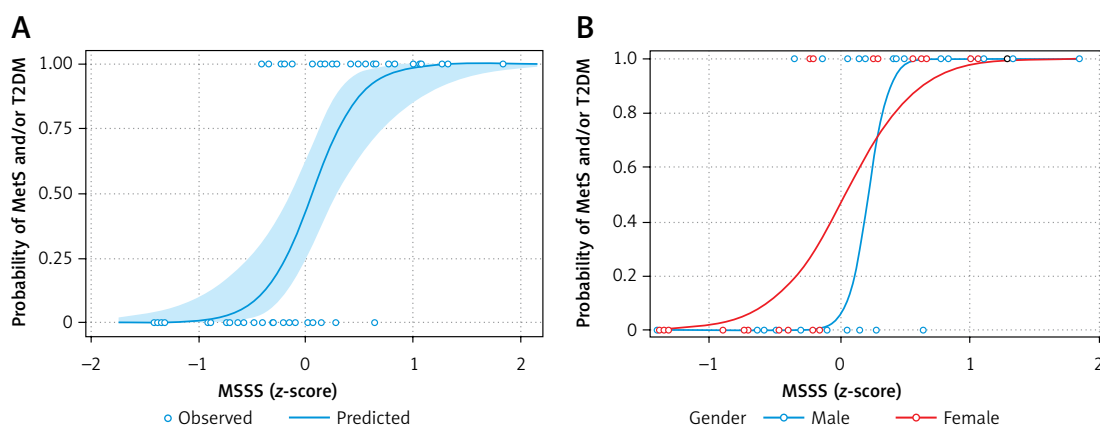 A
Probability of MetS and/or T2DM
1.00
0.75
0.50
0.25
0
−2
−1
0
1
2
MSSS (z-score)
Observed
Predicted
B
Probability of MetS and/or T2DM
1.0
0.8
0.6
0.4
0.2
0
−1
0
1
2
MSSS (z-score)
Gender
Male
Female